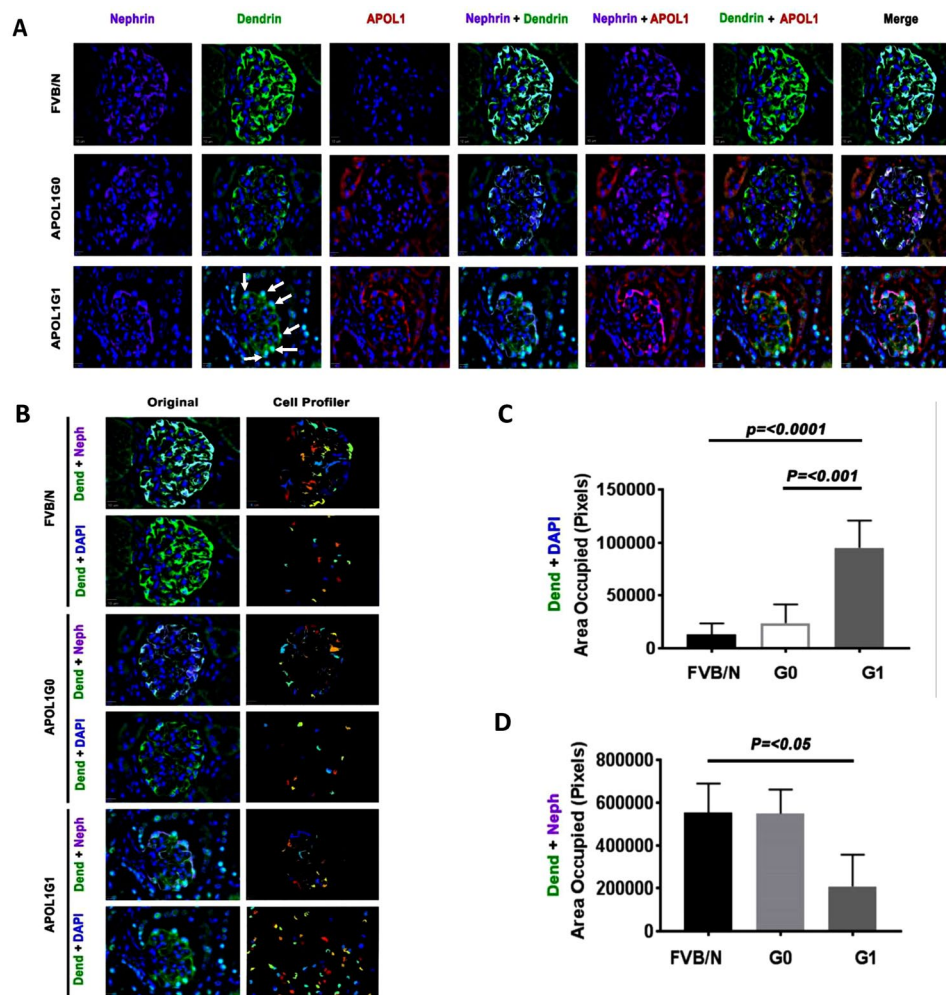 A
Nephrin
Dendrin
APOL1
Nephrin + Dendrin
Nephrin + APOL1
Dendrin + APOL1
Merge
FVB/N
APOL1G0
APOL1G1
B
Original
Cell Profiler
FVB/N
Dend + Neph
Dend + DAPI
APOL1G0
Dend + Neph
Dend + DAPI
APOL1G1
Dend + Neph
Dend + DAPI
C
p=<0.0001
P=<0.001
Dend + DAPI
Area Occupied (Pixels)
150000
100000
50000
0
FVB/N
G0
G1
D
P=<0.05
Dend + Neph
Area Occupied (Pixels)
800000
600000
400000
200000
0
FVB/N
G0
G1